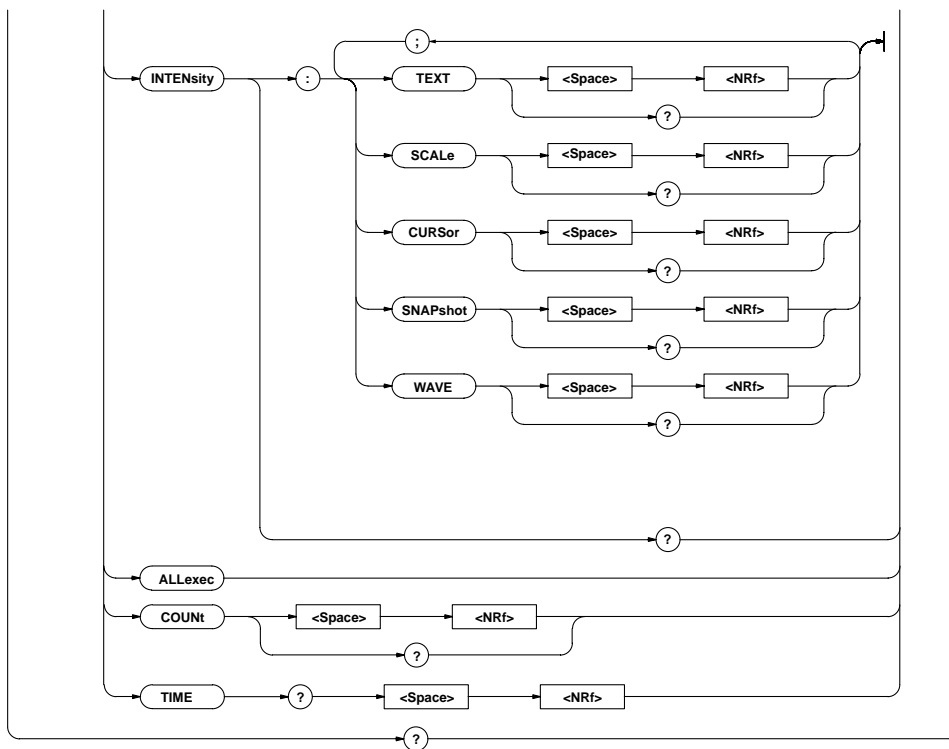 ;
INTENsity : TEXT <Space> <NRf>
?
SCALe <Space> <NRf>
?
CURSor <Space> <NRf>
?
SNAPshot <Space> <NRf>
?
WAVE <Space> <NRf>
?
?
ALLexec
COUNt <Space> <NRf>
?
TIME ? <Space> <NRf>
?